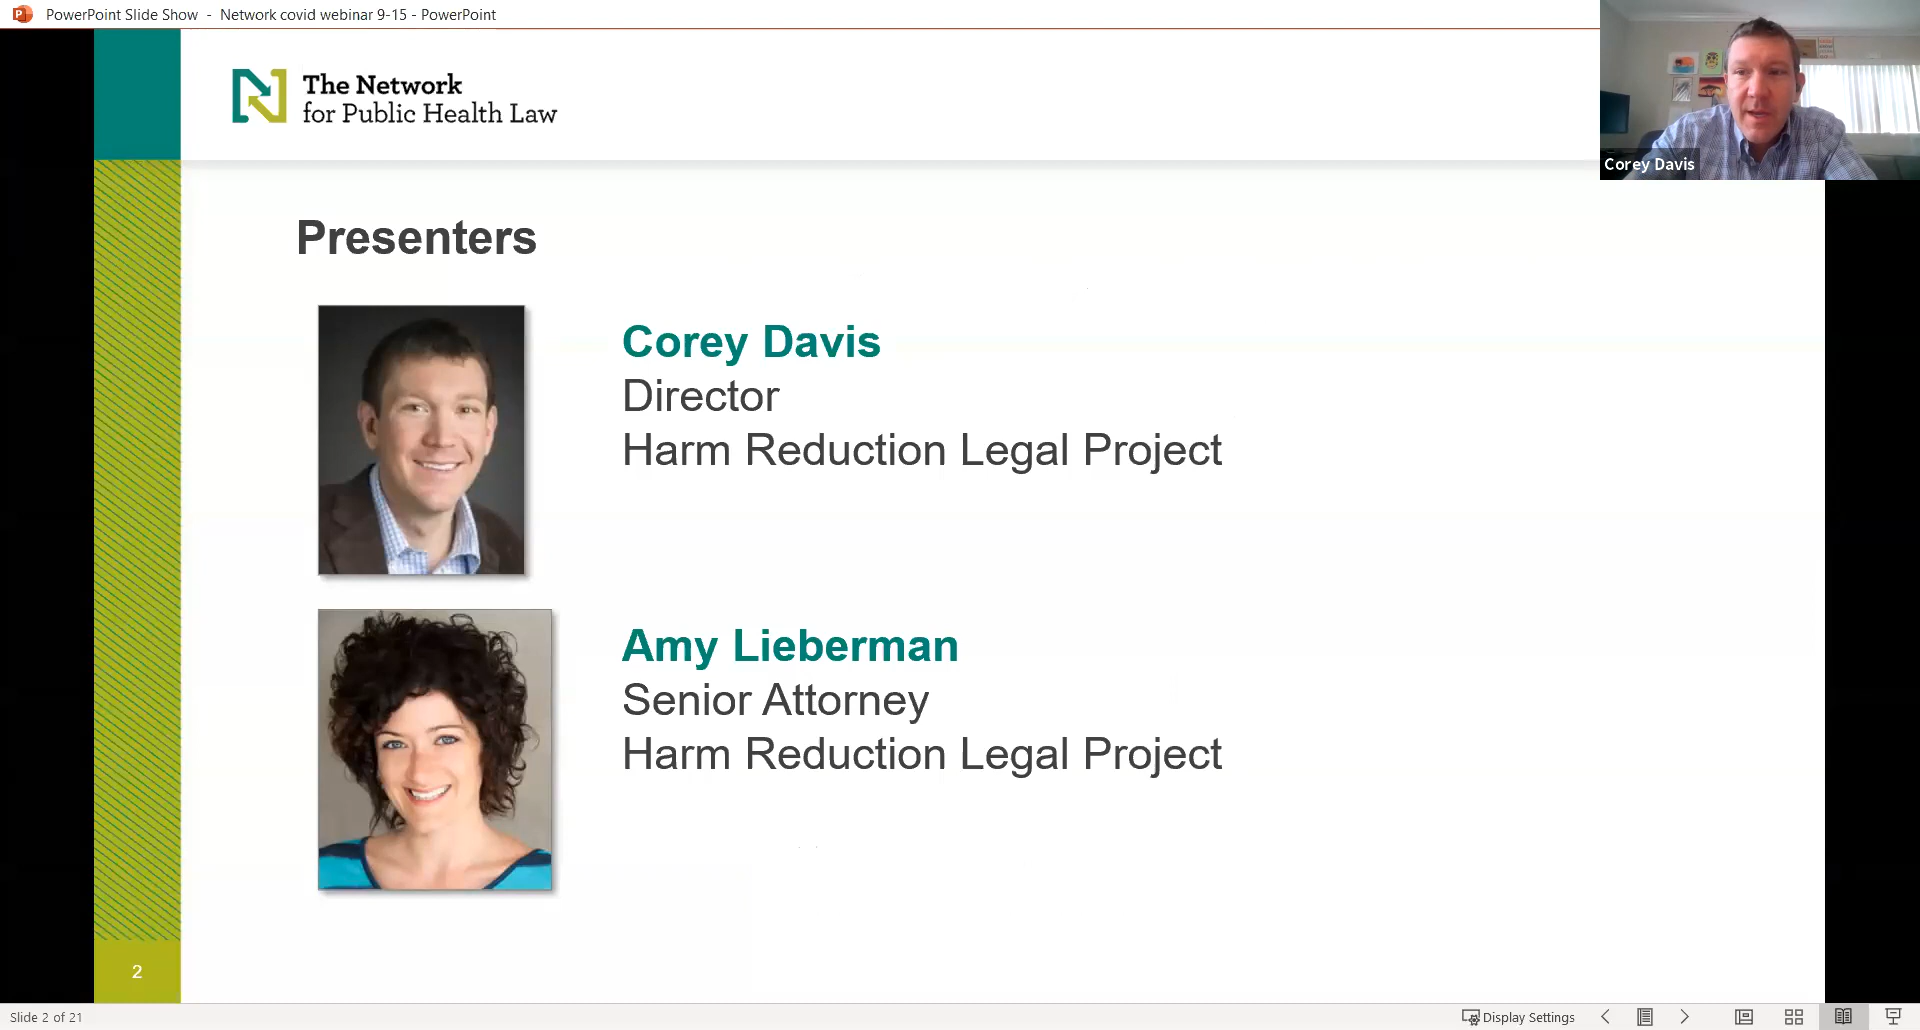 PowerPoint Slide Show - Network covid webinar 9-15 - PowerPoint
The Network
for Public Health Law
Corey Davis
Presenters
Corey Davis
Director
Harm Reduction Legal Project
Amy Lieberman
Senior Attorney
Harm Reduction Legal Project
2
Slide 2 of 21
Display Settings